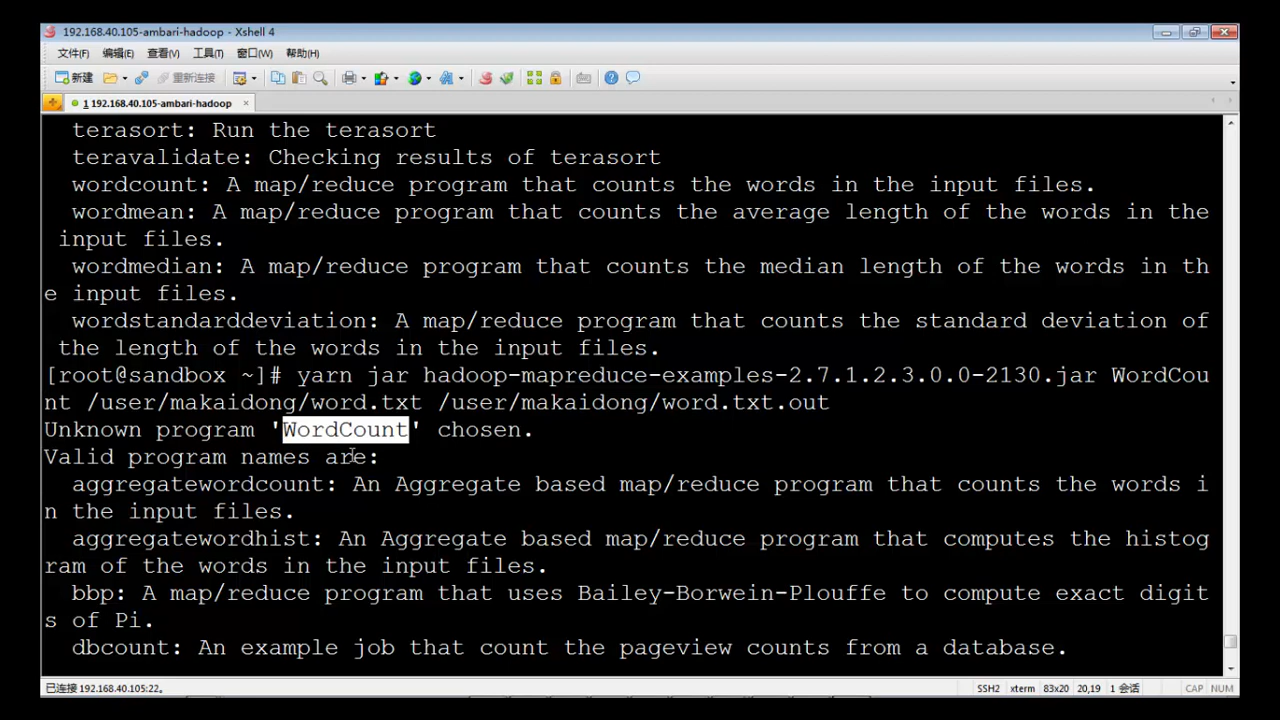 192.168.40.105-ambari-hadoop - Xshell 4
文件(F) 编辑(E) 查看(V) 工具(T) 窗口(W) 帮助(H)
新建 重新连接
1 192.168.40.105-ambari-hadoop
terasort: Run the terasort
teravalidate: Checking results of terasort
wordcount: A map/reduce program that counts the words in the input files.
wordmean: A map/reduce program that counts the average length of the words in the
input files.
wordmedian: A map/reduce program that counts the median length of the words in th
e input files.
wordstandarddeviation: A map/reduce program that counts the standard deviation of
the length of the words in the input files.
[root@sandbox ~]# yarn jar hadoop-mapreduce-examples-2.7.1.2.3.0.0-2130.jar WordCou
nt /user/makaidong/word.txt /user/makaidong/word.txt.out
Unknown program 'WordCount' chosen.
Valid program names are:
aggregatewordcount: An Aggregate based map/reduce program that counts the words i
n the input files.
aggregatewordhist: An Aggregate based map/reduce program that computes the histog
ram of the words in the input files.
bbp: A map/reduce program that uses Bailey-Borwein-Plouffe to compute exact digit
s of Pi.
dbcount: An example job that count the pageview counts from a database.
已连接 192.168.40.105:22。 SSH2 xterm 83x20 20,19 1 会话 CAP NUM